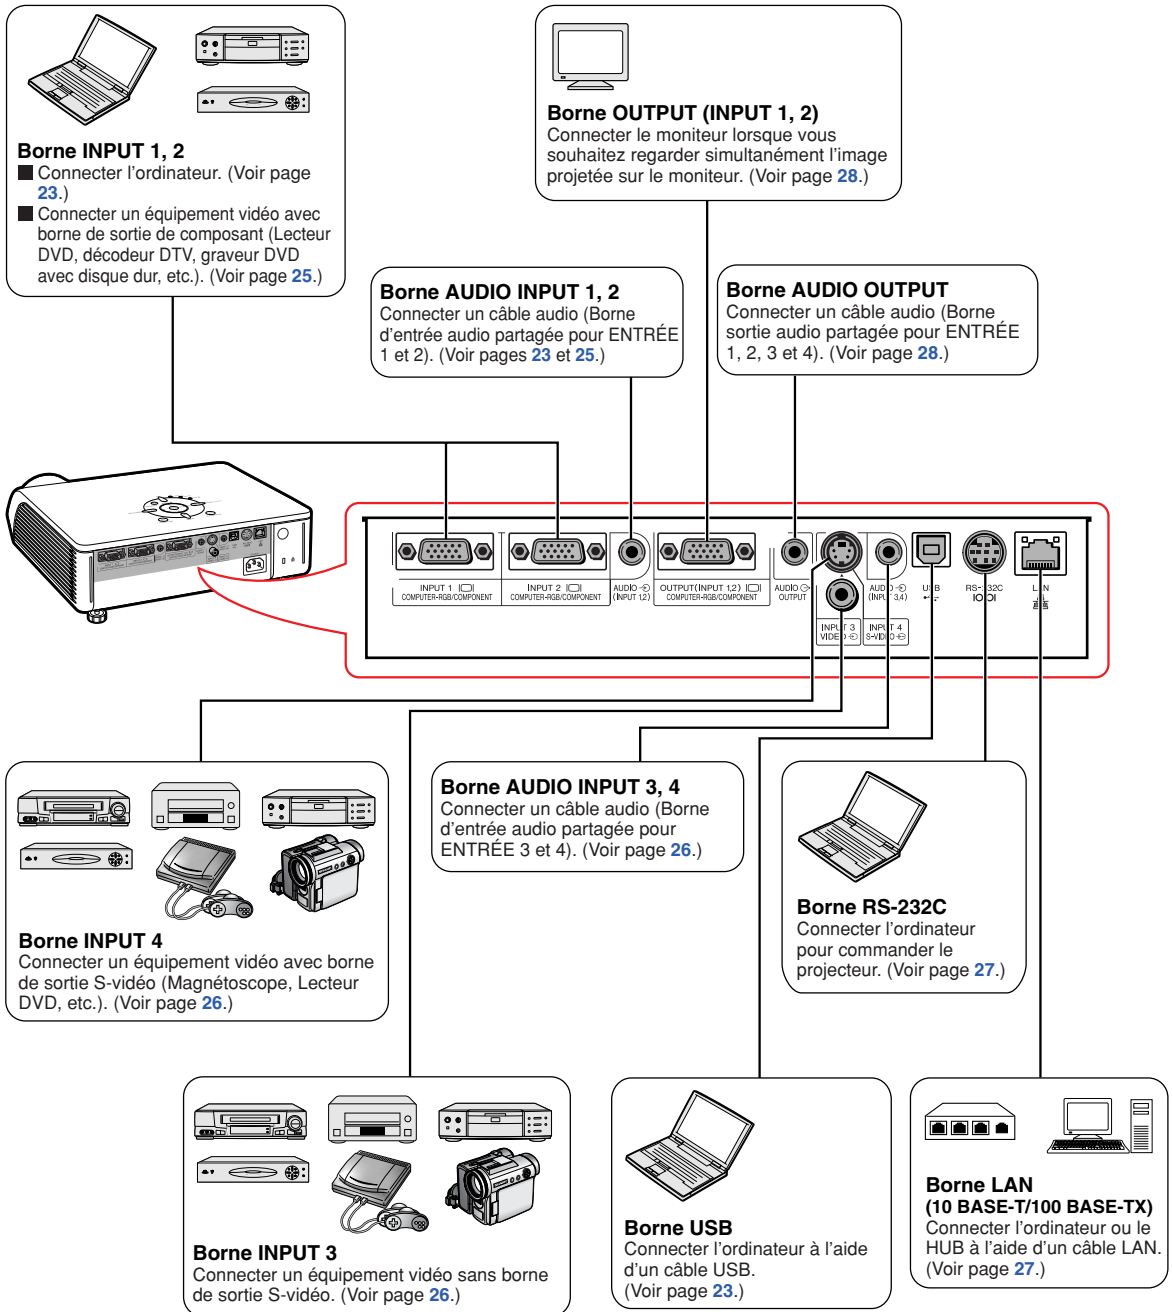 Borne INPUT 1, 2
■ Connecter l’ordinateur. (Voir page
23.)
■ Connecter un équipement vidéo avec
borne de sortie de composant (Lecteur
DVD, décodeur DTV, graveur DVD
avec disque dur, etc.). (Voir page 25.)
Borne OUTPUT (INPUT 1, 2)
Connecter le moniteur lorsque vous
souhaitez regarder simultanément l’image
projetée sur le moniteur. (Voir page 28.)
Borne AUDIO INPUT 1, 2
Connecter un câble audio (Borne
d’entrée audio partagée pour ENTRÉE
1 et 2). (Voir pages 23 et 25.)
Borne AUDIO OUTPUT
Connecter un câble audio (Borne
sortie audio partagée pour ENTRÉE
1, 2, 3 et 4). (Voir page 28.)
INPUT 1
COMPUTER-RGB/COMPONENT
INPUT 2
COMPUTER-RGB/COMPONENT
AUDIO
(INPUT 1,2)
OUTPUT(INPUT 1,2)
COMPUTER-RGB/COMPONENT
AUDIO
OUTPUT
INPUT 3
VIDEO
AUDIO
(INPUT 3,4)
INPUT 4
S-VIDEO
USB
RS-232C
LAN
Borne INPUT 4
Connecter un équipement vidéo avec borne
de sortie S-vidéo (Magnétoscope, Lecteur
DVD, etc.). (Voir page 26.)
Borne AUDIO INPUT 3, 4
Connecter un câble audio (Borne
d’entrée audio partagée pour
ENTRÉE 3 et 4). (Voir page 26.)
Borne RS-232C
Connecter l’ordinateur
pour commander le
projecteur. (Voir page 27.)
Borne INPUT 3
Connecter un équipement vidéo sans borne
de sortie S-vidéo. (Voir page 26.)
Borne USB
Connecter l’ordinateur à l’aide
d’un câble USB.
(Voir page 23.)
Borne LAN
(10 BASE-T/100 BASE-TX)
Connecter l’ordinateur ou le
HUB à l’aide d’un câble LAN.
(Voir page 27.)